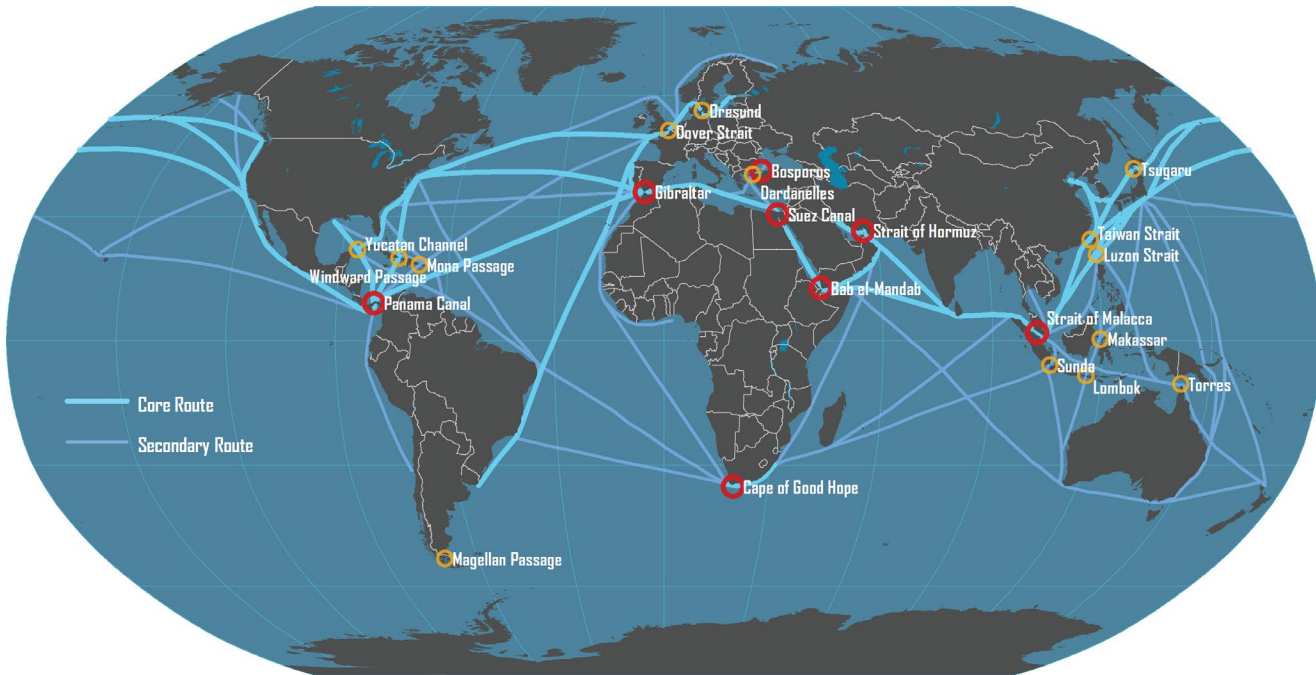 Oresund
Dover Strait
Bosporus
Tsugaru
Gibraltar
Dardanelles
Suez Canal
Strait of Hormuz
Taiwan Strait
Yucatan Channel
Luzon Strait
Mona Passage
Windward Passage
Bab el-Mandab
Panama Canal
Strait of Malacca
Makassar
Sunda
Lombok
Torres
Core Route
Secondary Route
Cape of Good Hope
Magellan Passage